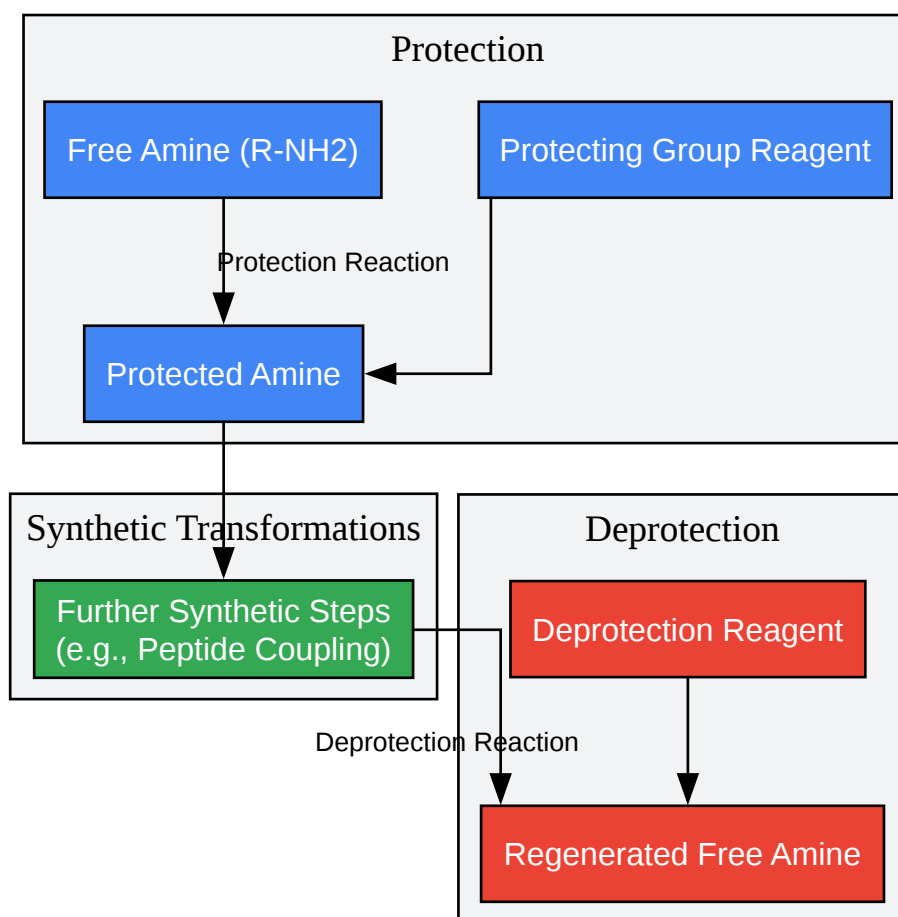 Protection
Free Amine (R-NH2)
Protecting Group Reagent
Protection Reaction
Protected Amine
Synthetic Transformations
Deprotection
Further Synthetic Steps
(e.g., Peptide Coupling)
Deprotection Reagent
Deprotection Reaction
Regenerated Free Amine